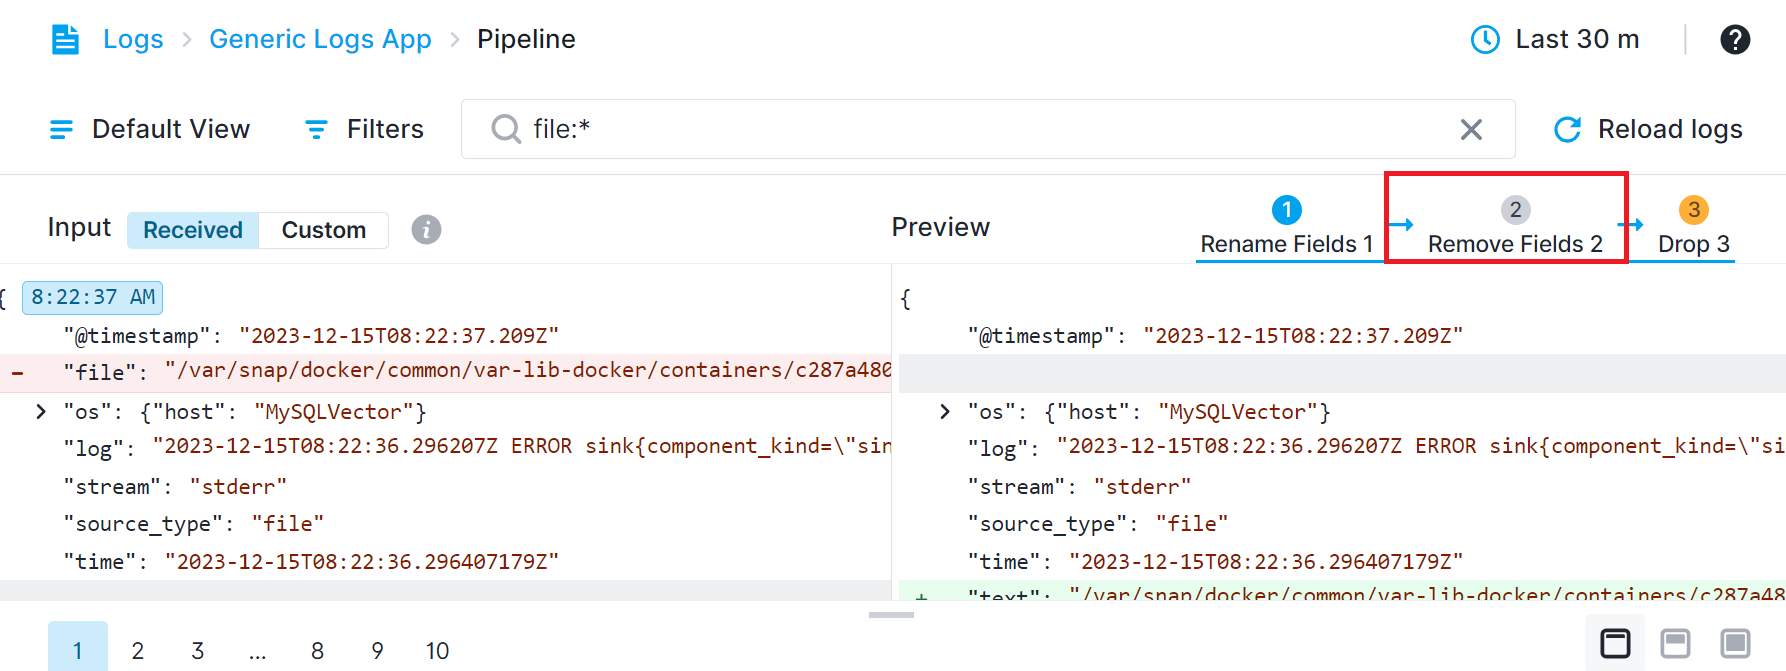 Logs > Generic Logs App > Pipeline
Last 30 m
?
Default View
Filters
file:*
Reload logs
Input
Received
Custom
i
Preview
1
Rename Fields 1
2
Remove Fields 2
3
Drop 3
{ 8:22:37 AM
"@timestamp": "2023-12-15T08:22:37.209Z"
- "file": "/var/snap/docker/common/var-lib-docker/containers/c287a480
> "os": {"host": "MySQLVector"}
"log": "2023-12-15T08:22:36.296207Z ERROR sink{component_kind=\"sin
"stream": "stderr"
"source_type": "file"
"time": "2023-12-15T08:22:36.296407179Z"
{
"@timestamp": "2023-12-15T08:22:37.209Z"
> "os": {"host": "MySQLVector"}
"log": "2023-12-15T08:22:36.296207Z ERROR sink{component_kind=\"si
"stream": "stderr"
"source_type": "file"
"time": "2023-12-15T08:22:36.296407179Z"
+ "text": "/var/snap/docker/common/var-lib-docker/containers/c287a48
1 2 3 ... 8 9 10